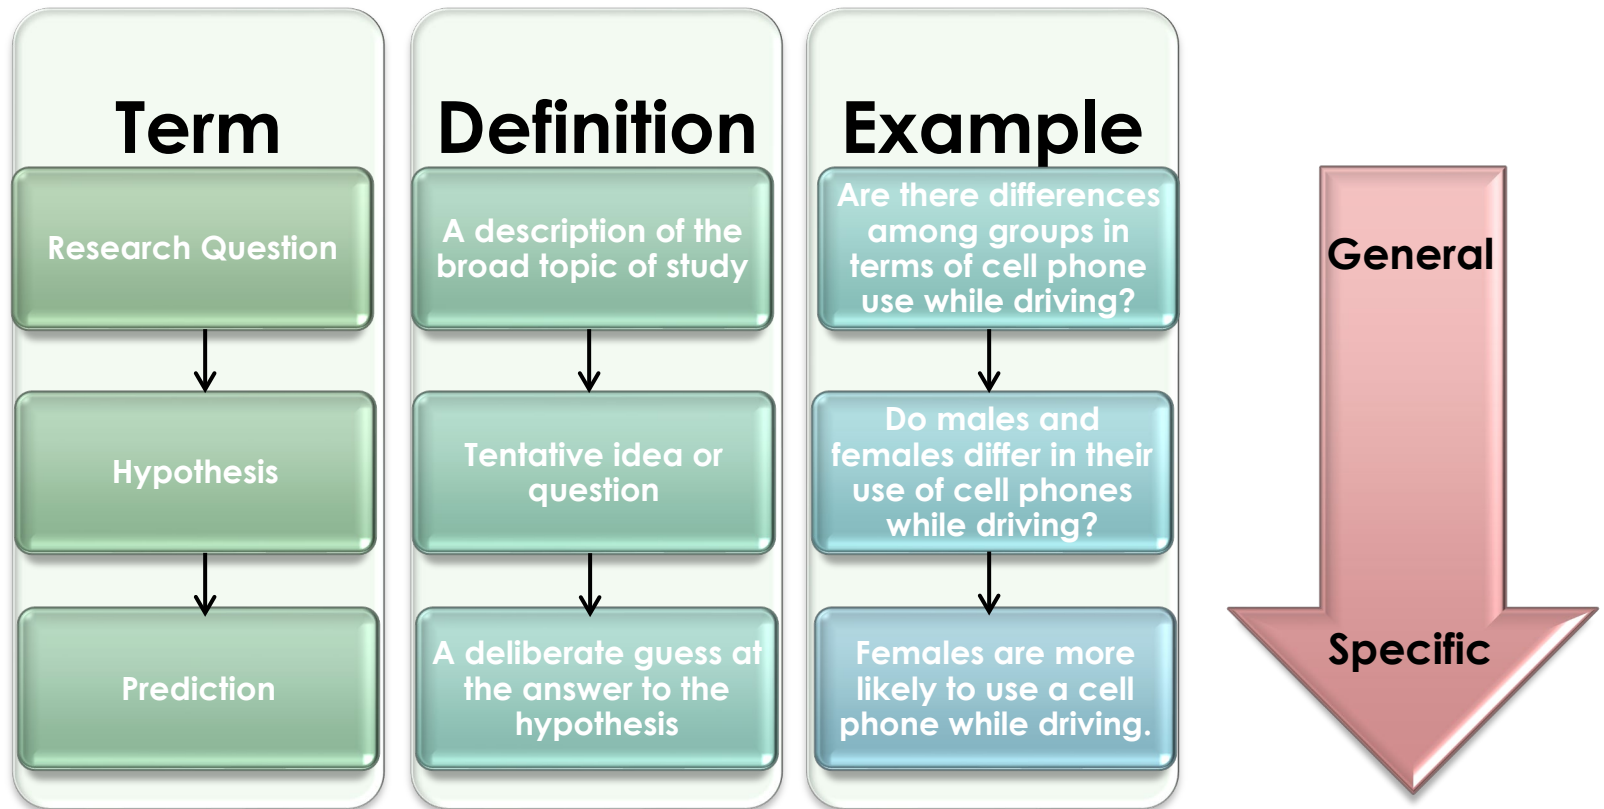 Term
Research Question
Hypothesis
Prediction
Definition
A description of the
broad topic of study
Tentative idea or
question
A deliberate guess at
the answer to the
hypothesis
Example
Are there differences
among groups in
terms of cell phone
use while driving?
Do males and
females differ in their
use of cell phones
while driving?
Females are more
likely to use a cell
phone while driving.
General
Specific